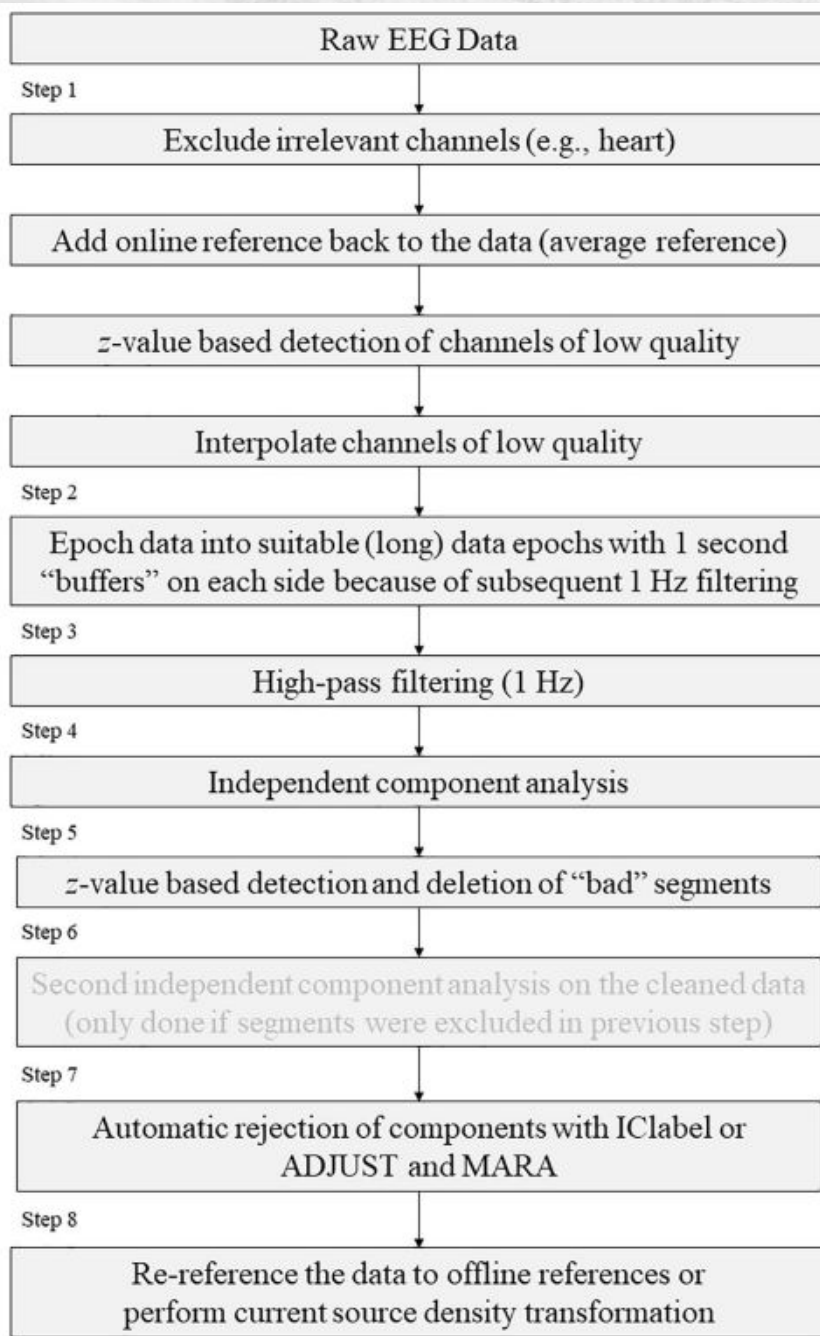 Raw EEG Data
Step 1
Exclude irrelevant channels (e.g., heart)
Add online reference back to the data (average reference)
z-value based detection of channels of low quality
Interpolate channels of low quality
Step 2
Epoch data into suitable (long) data epochs with 1 second
“buffers” on each side because of subsequent 1 Hz filtering
Step 3
High-pass filtering (1 Hz)
Step 4
Independent component analysis
Step 5
z-value based detection and deletion of “bad” segments
Step 6
Second independent component analysis on the cleaned data
(only done if segments were excluded in previous step)
Step 7
Automatic rejection of components with IClabel or
ADJUST and MARA
Step 8
Re-reference the data to offline references or
perform current source density transformation